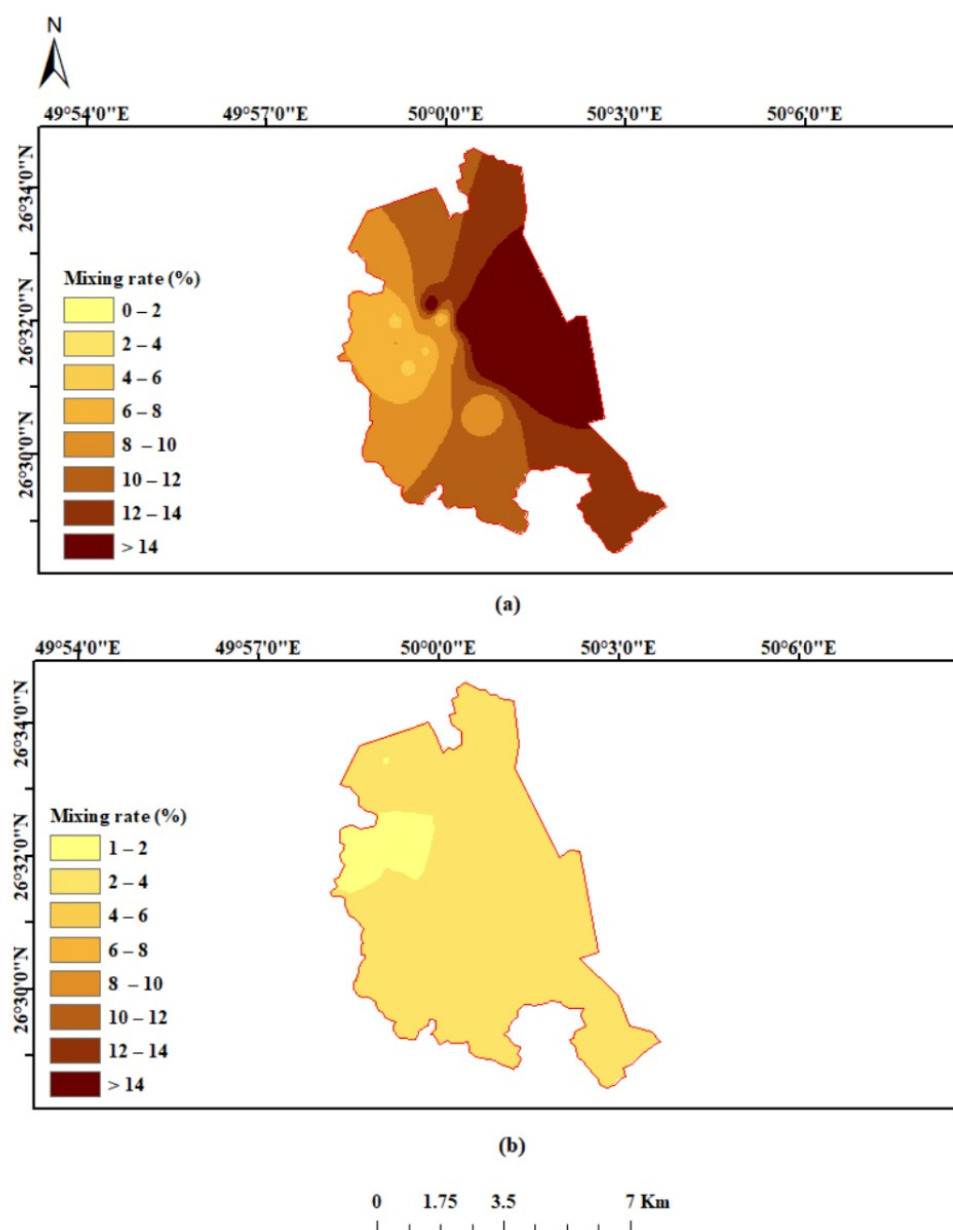 N
49°54'0"E 49°57'0"E 50°0'0"E 50°3'0"E 50°6'0"E
26°34'0"N
26°32'0"N
26°30'0"N
Mixing rate (%)
0 – 2
2 – 4
4 – 6
6 – 8
8 – 10
10 – 12
12 – 14
> 14
(a)
49°54'0"E 49°57'0"E 50°0'0"E 50°3'0"E 50°6'0"E
26°34'0"N
26°32'0"N
26°30'0"N
Mixing rate (%)
1 – 2
2 – 4
4 – 6
6 – 8
8 – 10
10 – 12
12 – 14
> 14
(b)
0 1.75 3.5 7 Km